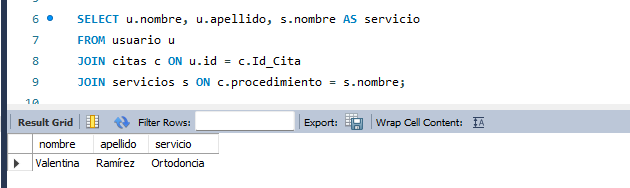 6 SELECT u.nombre, u.apellido, s.nombre AS servicio
7 FROM usuario u
8 JOIN citas c ON u.id = c.Id_Cita
9 JOIN servicios s ON c.procedimiento = s.nombre;
10
Result Grid Filter Rows: Export: Wrap Cell Content: IA
nombre apellido servicio
Valentina Ramírez Ortodoncia